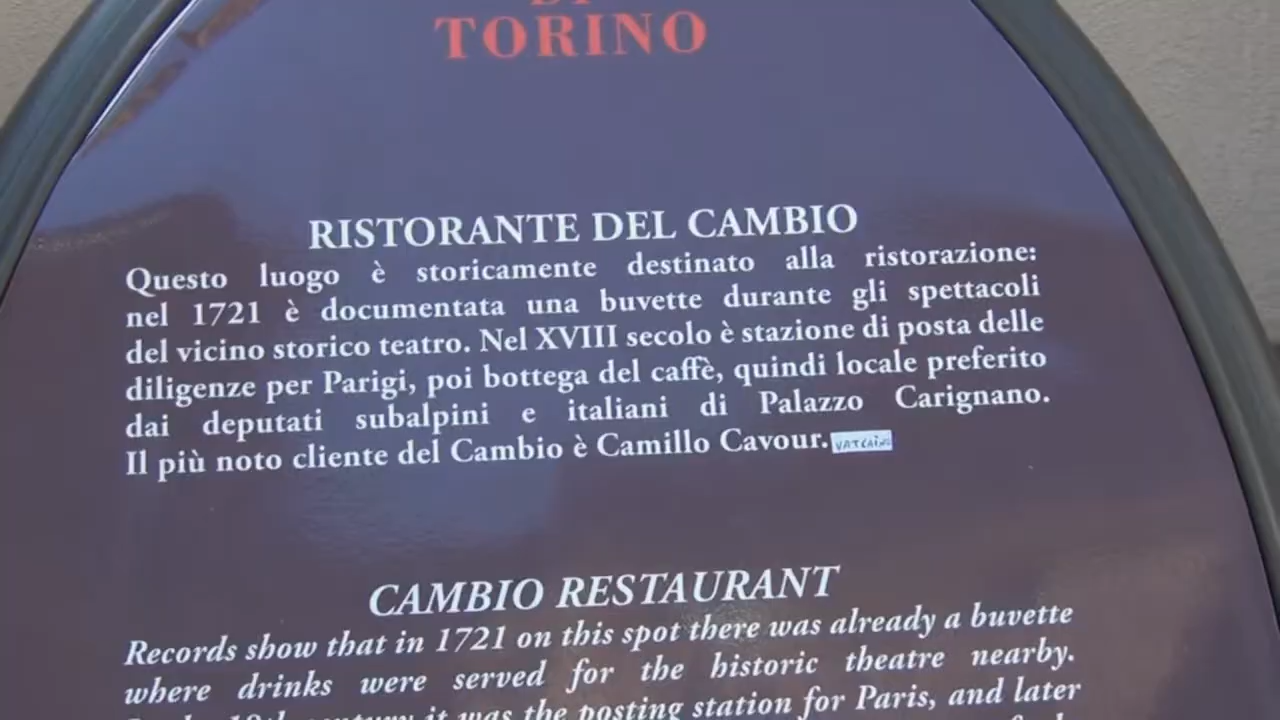 DI
TORINO
RISTORANTE DEL CAMBIO
Questo luogo è storicamente destinato alla ristorazione:
nel 1721 è documentata una buvette durante gli spettacoli
del vicino storico teatro. Nel XVIII secolo è stazione di posta delle
diligenze per Parigi, poi bottega del caffè, quindi locale preferito
dai deputati subalpini e italiani di Palazzo Carignano.
Il più noto cliente del Cambio è Camillo Cavour.
CAMBIO RESTAURANT
Records show that in 1721 on this spot there was already a buvette
where drinks were served for the historic theatre nearby.
18th century it was the posting station for Paris, and later